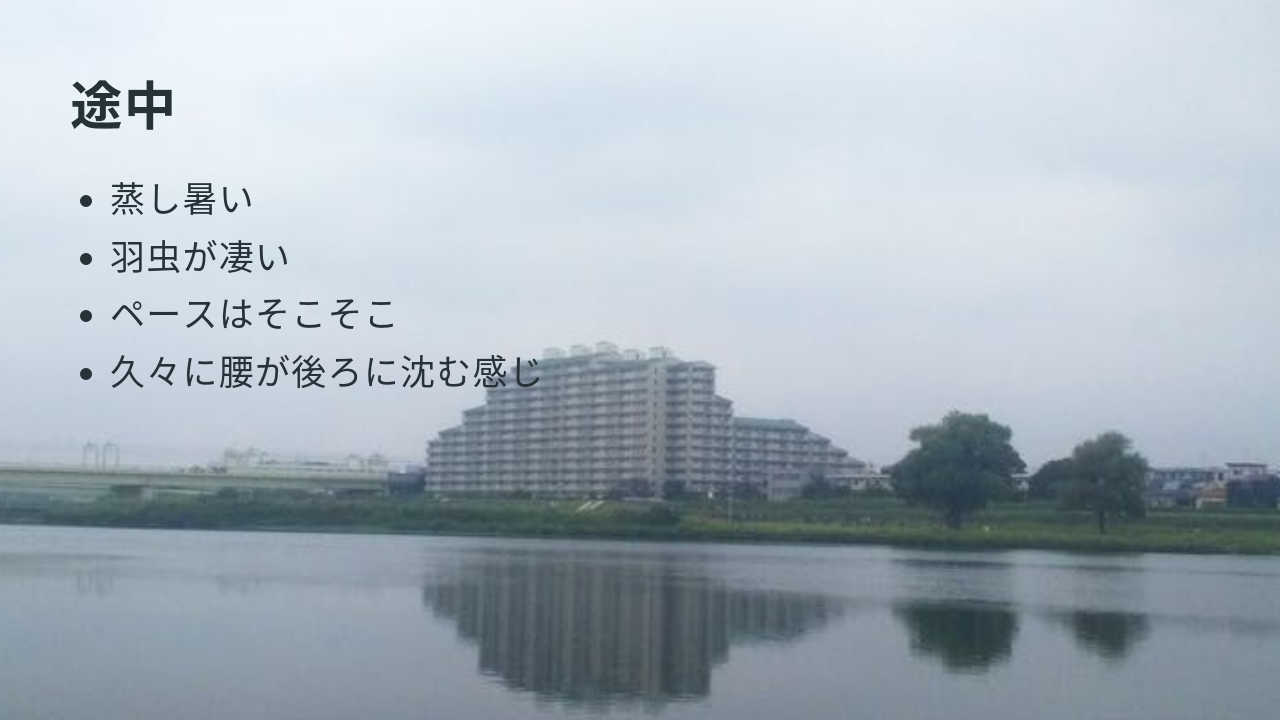 途中
蒸し暑い
羽虫が凄い
ペースはそこそこ
久々に腰が後ろに沈む感じ